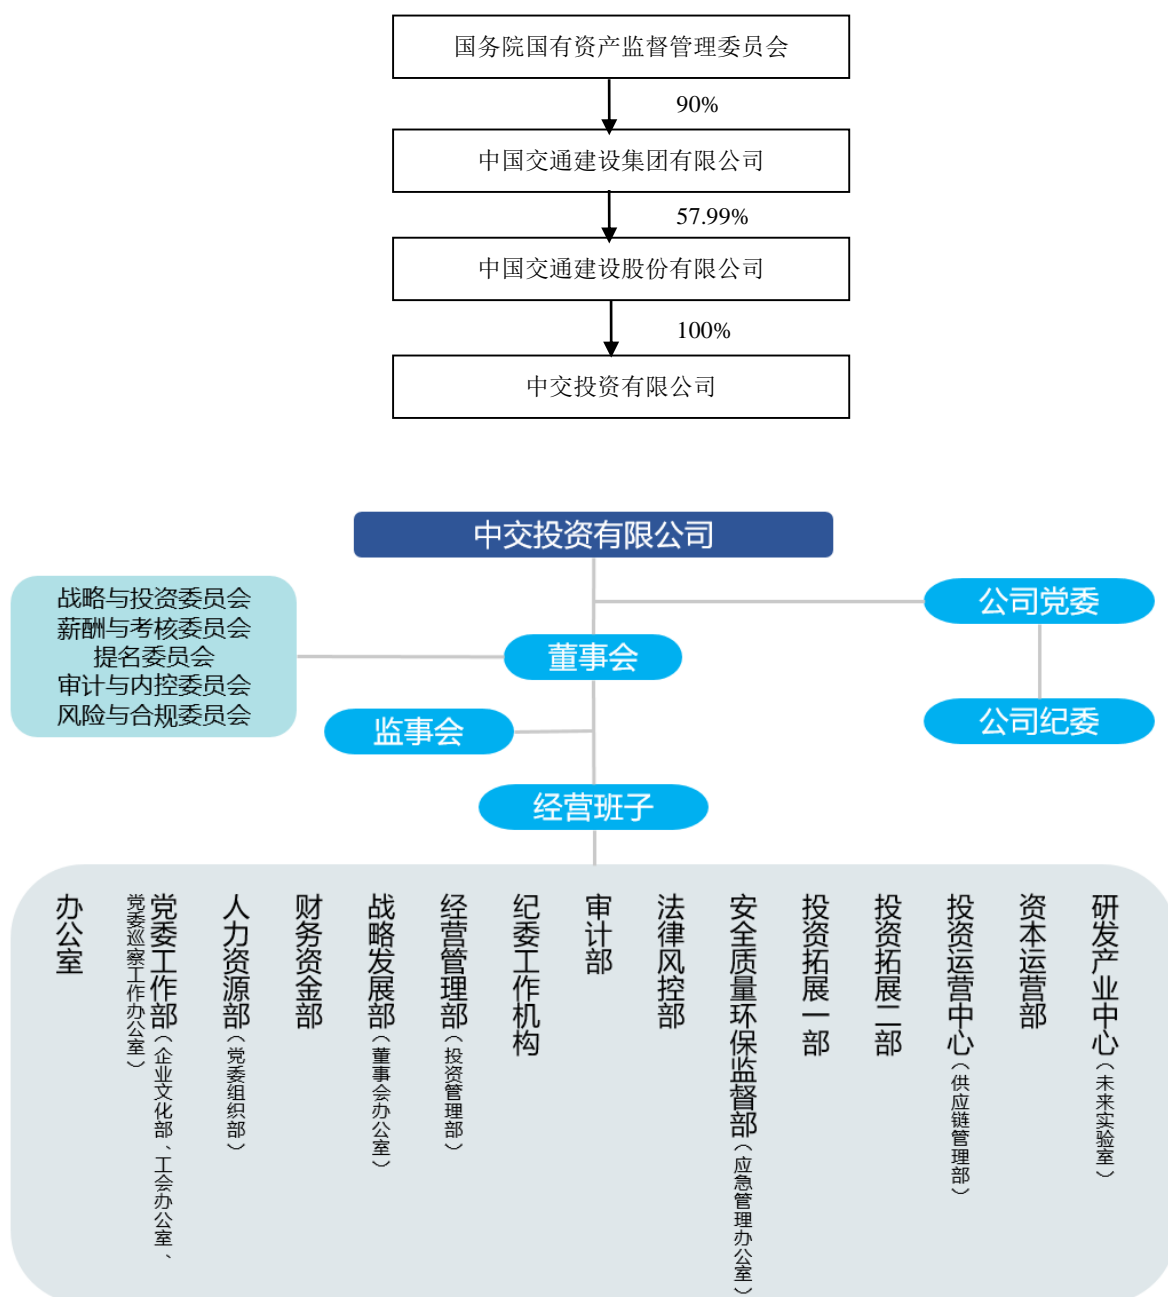 国务院国有资产监督管理委员会
90%
中国交通建设集团有限公司
57.99%
中国交通建设股份有限公司
100%
中交投资有限公司
中交投资有限公司
战略与投资委员会
薪酬与考核委员会
提名委员会
审计与内控委员会
风险与合规委员会
公司党委
董事会
公司纪委
监事会
经营班子
办公室
党委工作部（企业文化部、工会办公室、
党委巡察工作办公室）
人力资源部（党委组织部）
财务资金部
战略发展部（董事会办公室）
经营管理部（投资管理部）
纪委工作机构
审计部
法律风控部
安全质量环保监督部（应急管理办公室）
投资拓展一部
投资拓展二部
投资运营中心（供应链管理部）
资本运营部
研发产业中心（未来实验室）